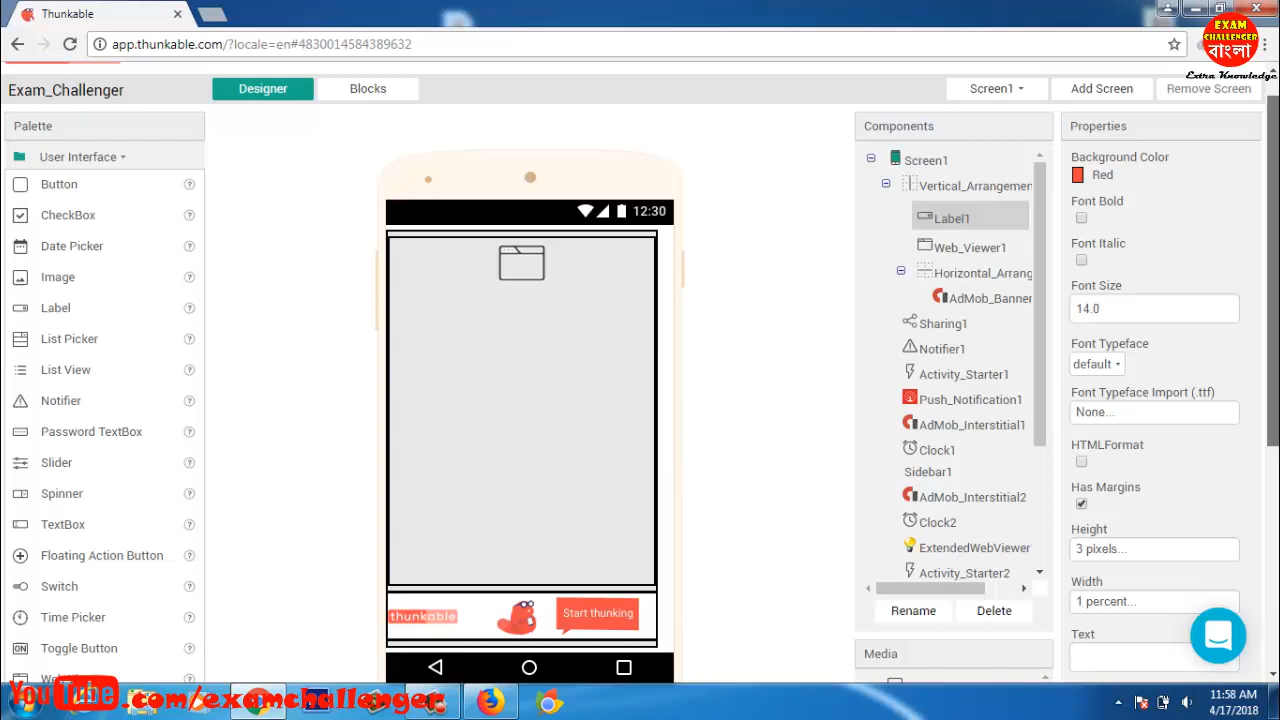 Thunkable
app.thunkable.com/?locale=en#4830014584389632
EXAM
CHALLENGER
বাংলা
Extra Knowledge
Exam_Challenger
Designer
Blocks
Screen1
Add Screen
Remove Screen
Palette
User Interface
Button
CheckBox
Date Picker
Image
Label
List Picker
List View
Notifier
Password TextBox
Slider
Spinner
TextBox
Floating Action Button
Switch
Time Picker
Toggle Button
12:30
thunkable
Start thunking
Components
Screen1
Vertical_Arrangemen
Label1
Web_Viewer1
Horizontal_Arrang
AdMob_Banner
Sharing1
Notifier1
Activity_Starter1
Push_Notification1
AdMob_Interstitial1
Clock1
Sidebar1
AdMob_Interstitial2
Clock2
ExtendedWebViewer
Activity_Starter2
Rename
Delete
Media
Properties
Background Color
Red
Font Bold
Font Italic
Font Size
14.0
Font Typeface
default
Font Typeface Import (.ttf)
None...
HTMLFormat
Has Margins
Height
3 pixels...
Width
1 percent...
Text
YouTube.com/examchallenger
11:58 AM
4/17/2018